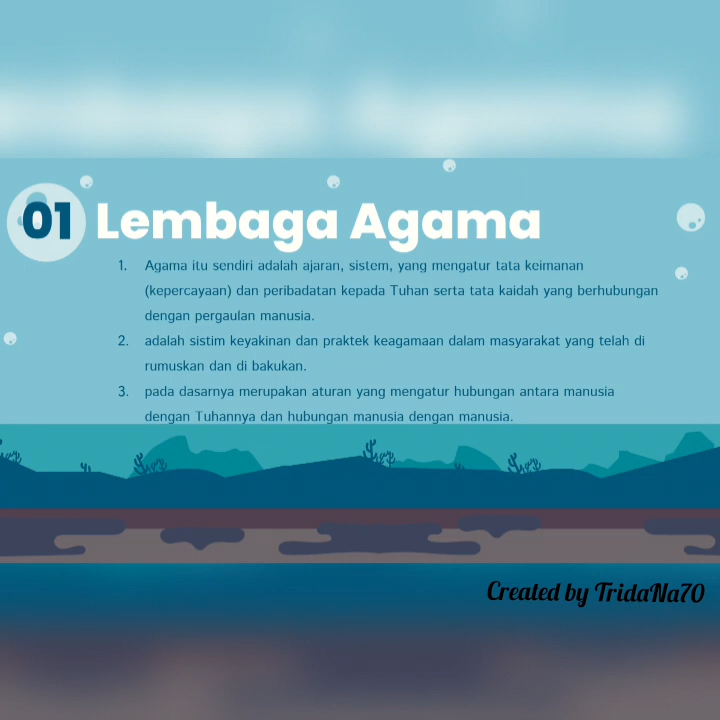 01 Lembaga Agama
1. Agama itu sendiri adalah ajaran, sistem, yang mengatur tata keimanan
(kepercayaan) dan peribadatan kepada Tuhan serta tata kaidah yang berhubungan
dengan pergaulan manusia.
2. adalah sistim keyakinan dan praktek keagamaan dalam masyarakat yang telah di
rumuskan dan di bakukan.
3. pada dasarnya merupakan aturan yang mengatur hubungan antara manusia
dengan Tuhannya dan hubungan manusia dengan manusia.
Created by TridaNa70